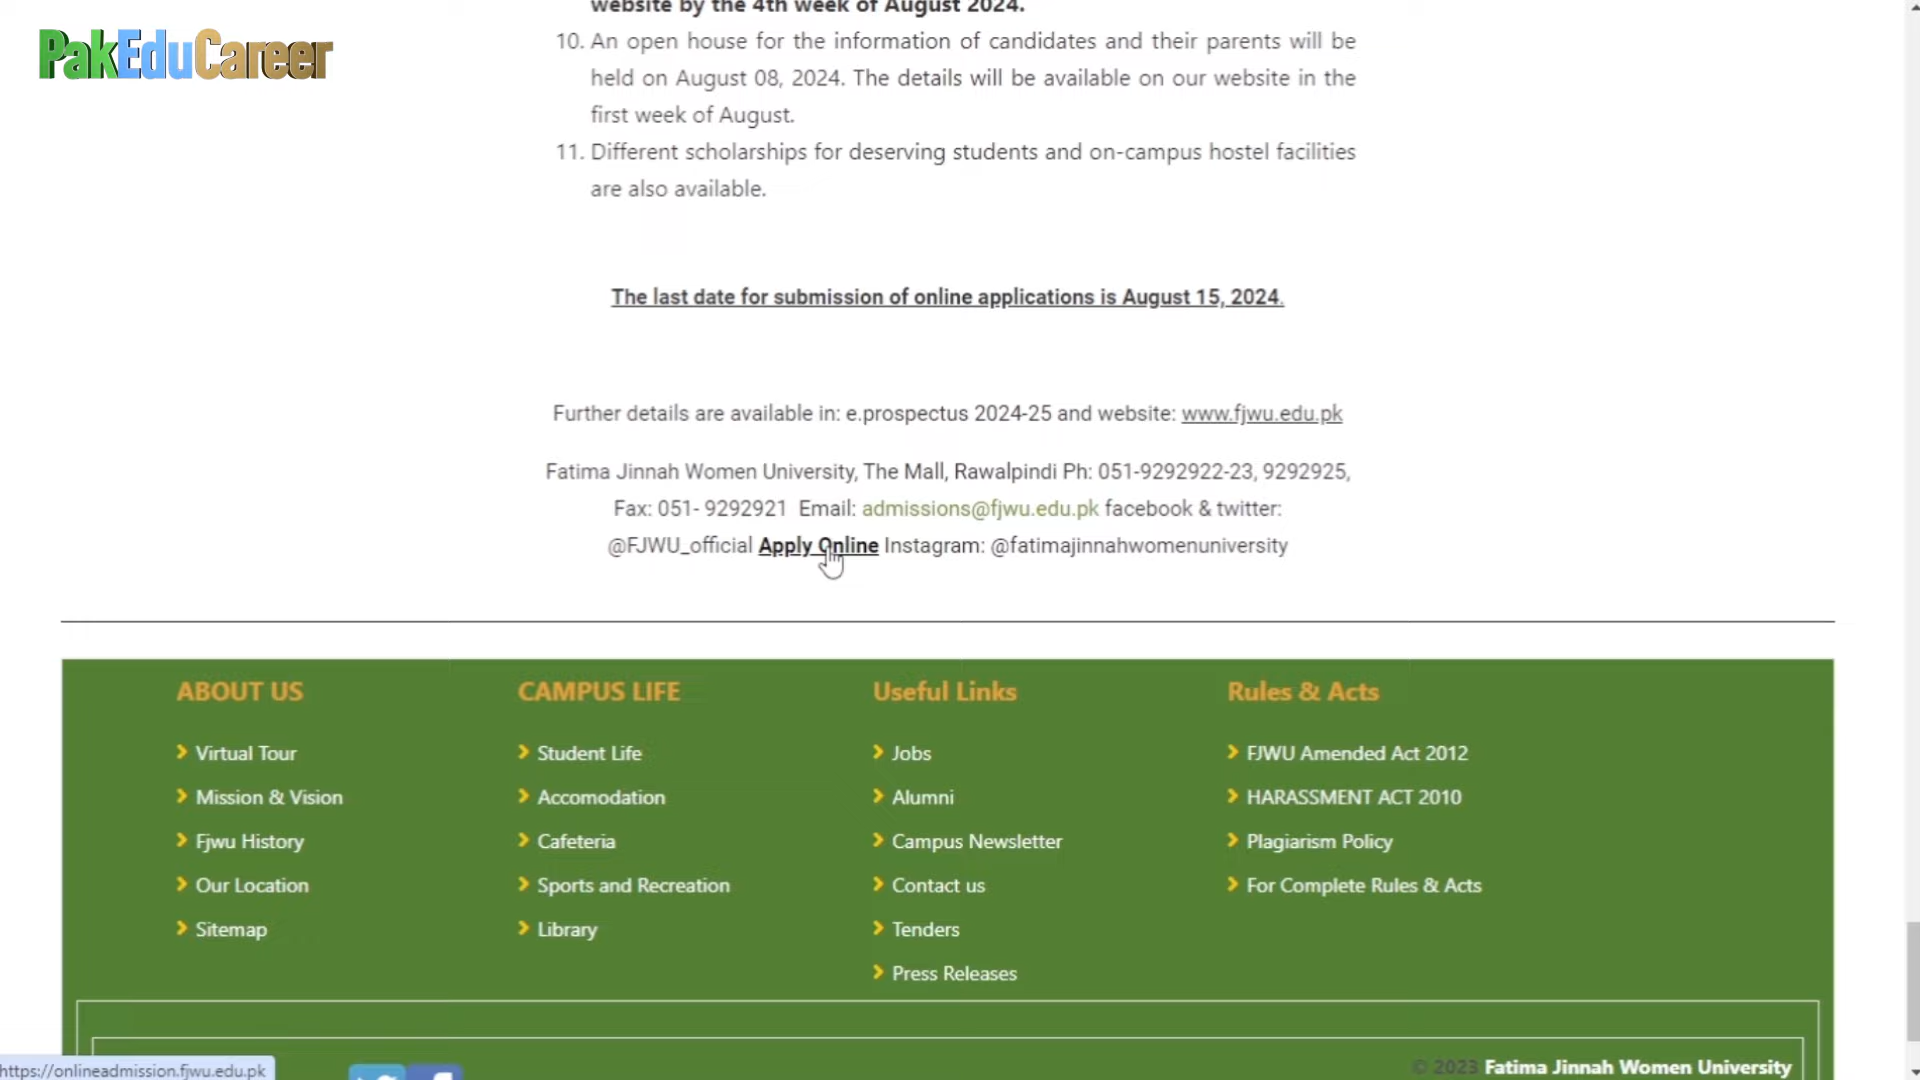 website by the 4th week of August 2024.
PakEduCareer
10. An open house for the information of candidates and their parents will be
held on August 08, 2024. The details will be available on our website in the
first week of August.
11. Different scholarships for deserving students and on-campus hostel facilities
are also available.
The last date for submission of online applications is August 15, 2024.
Further details are available in: e.prospectus 2024-25 and website: www.fjwu.edu.pk
Fatima Jinnah Women University, The Mall, Rawalpindi Ph: 051-9292922-23, 9292925,
Fax: 051- 9292921 Email: admissions@fjwu.edu.pk facebook & twitter:
@FJWU_official Apply Online Instagram: @fatimajinnahwomenuniversity
ABOUT US
Virtual Tour
Mission & Vision
Fjwu History
Our Location
Sitemap
CAMPUS LIFE
Student Life
Accomodation
Cafeteria
Sports and Recreation
Library
Useful Links
Jobs
Alumni
Campus Newsletter
Contact us
Tenders
Press Releases
Rules & Acts
FJWU Amended Act 2012
HARASSMENT ACT 2010
Plagiarism Policy
For Complete Rules & Acts
© 2023 Fatima Jinnah Women University
https://onlineadmission.fjwu.edu.pk